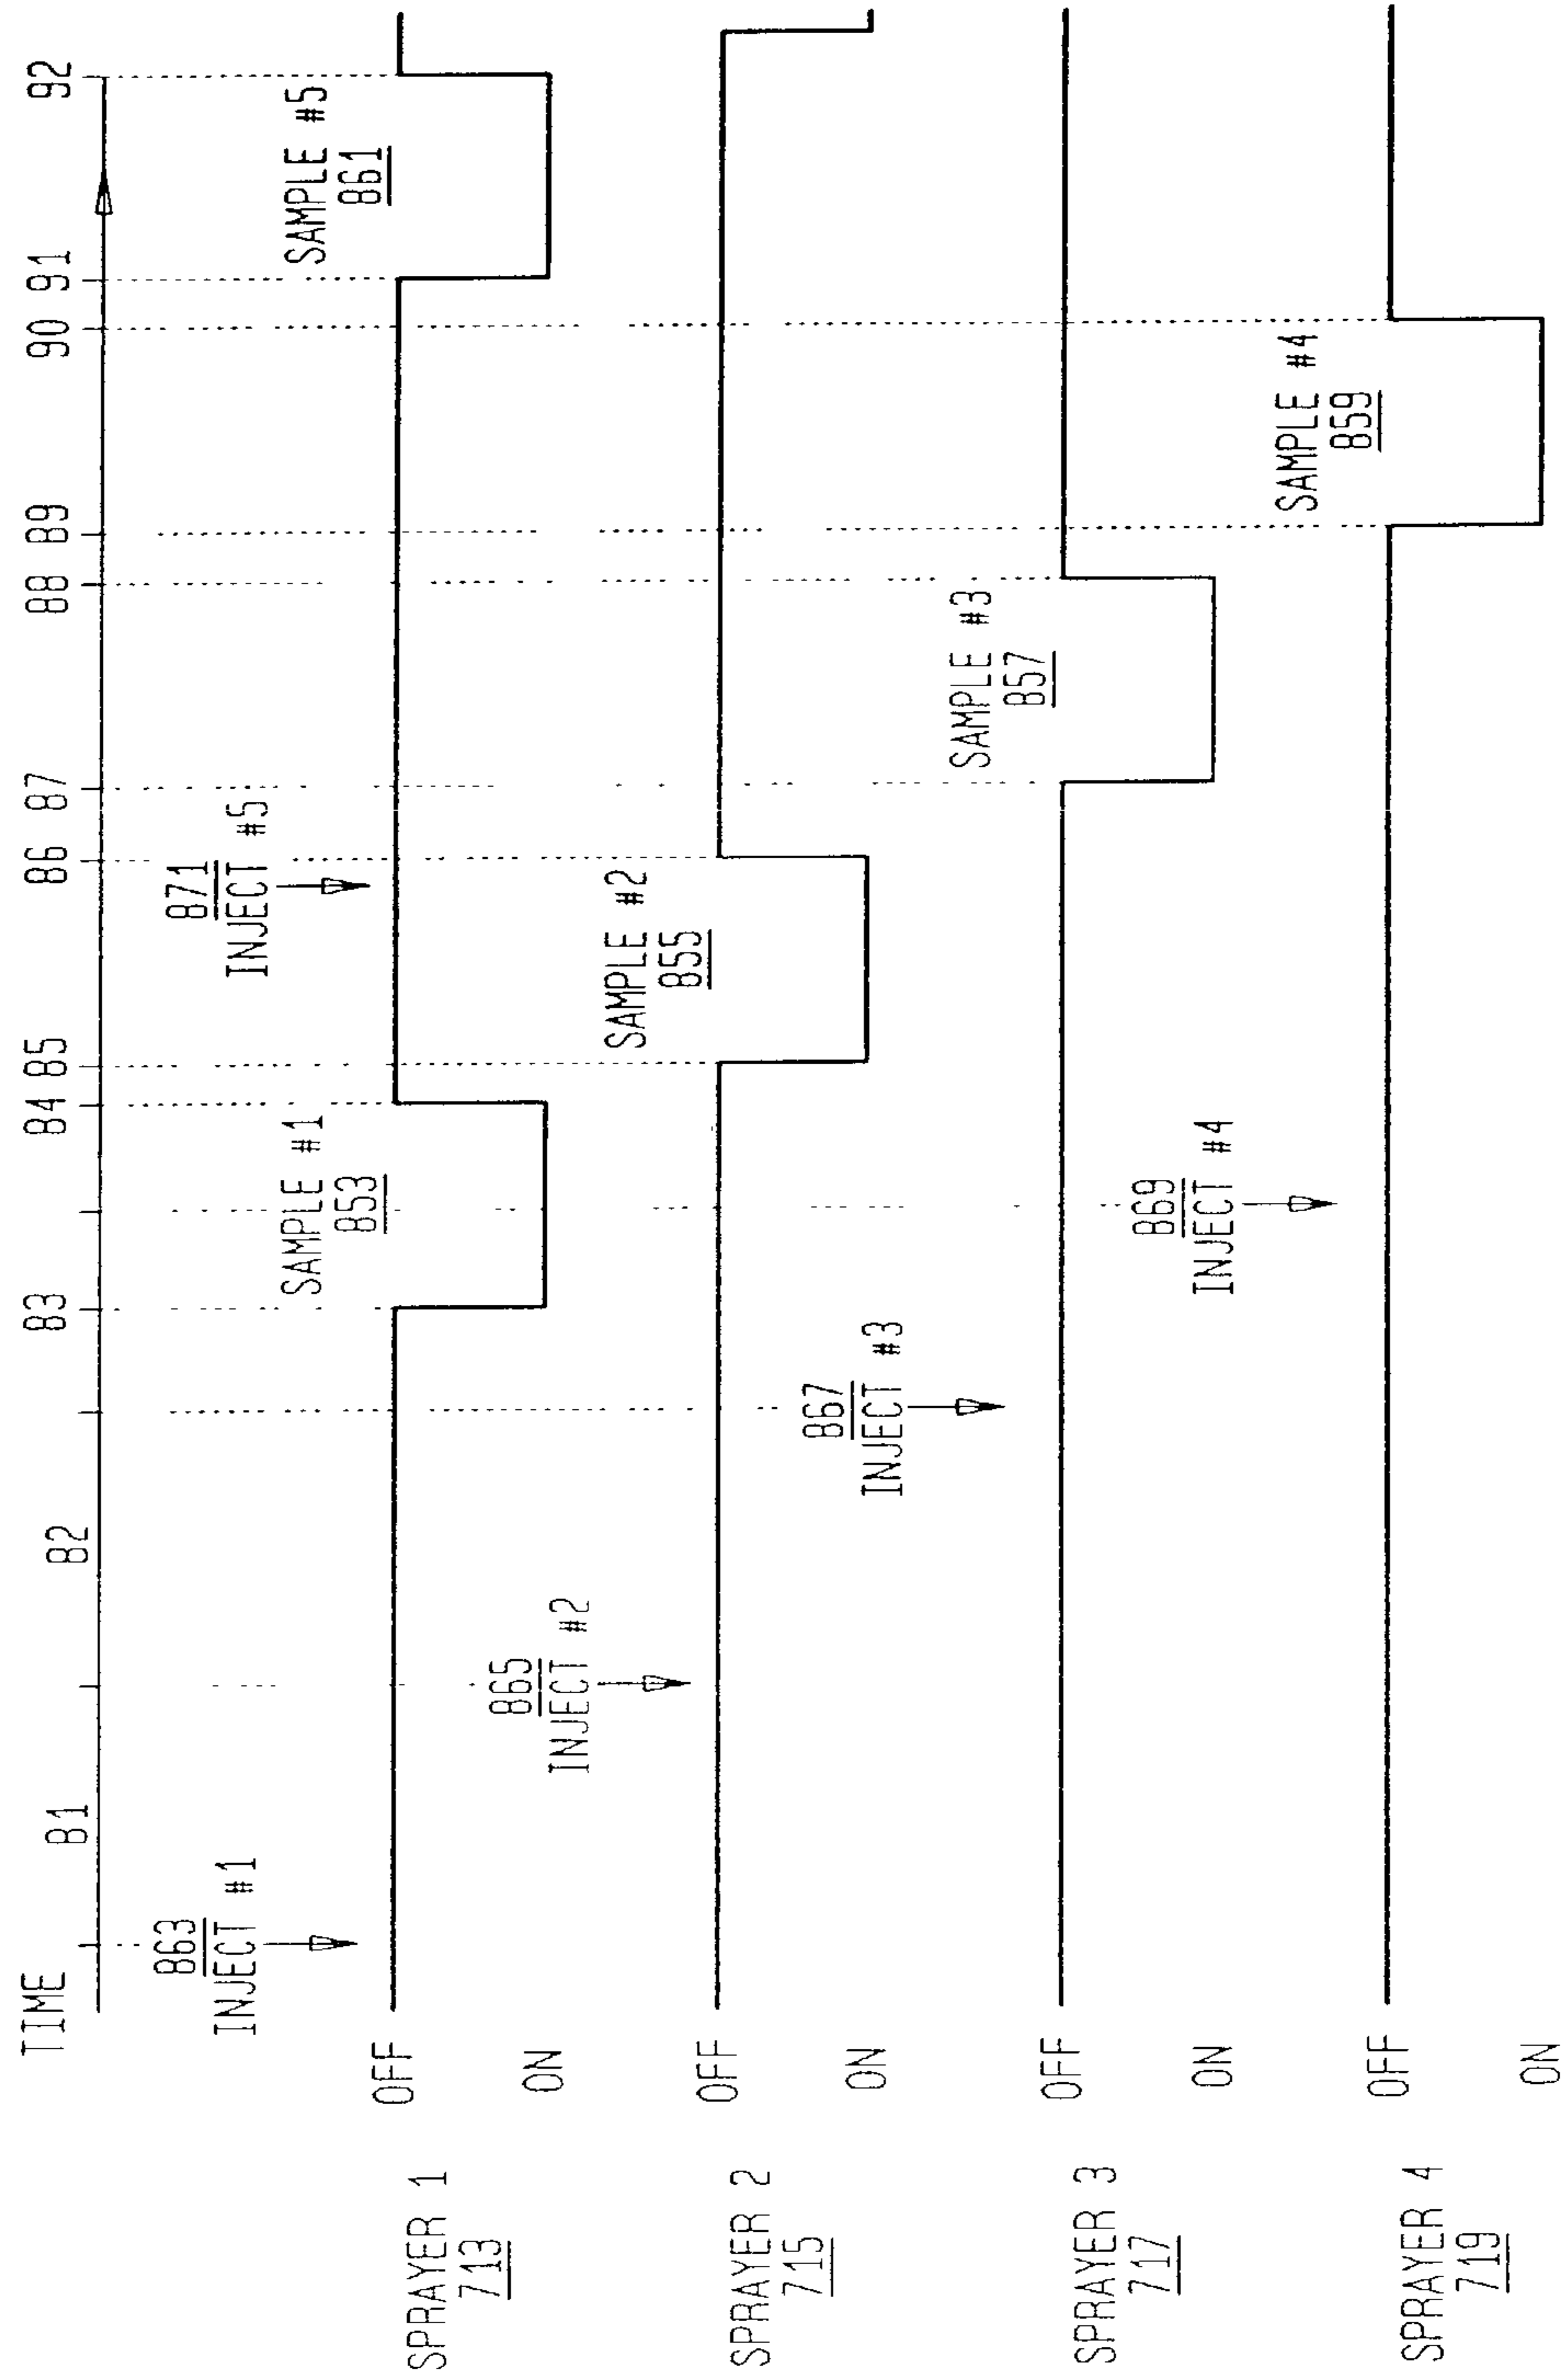 TIME
81
82
83
84
85
86
87
88
89
90
91
92
863
INJECT #1
871
INJECT #5
SPRAYER 1
713
OFF
ON
SAMPLE #1
853
SAMPLE #5
861
865
INJECT #2
SPRAYER 2
715
OFF
ON
SAMPLE #2
855
867
INJECT #3
SPRAYER 3
717
OFF
ON
SAMPLE #3
857
869
INJECT #4
SPRAYER 4
719
OFF
ON
SAMPLE #4
859